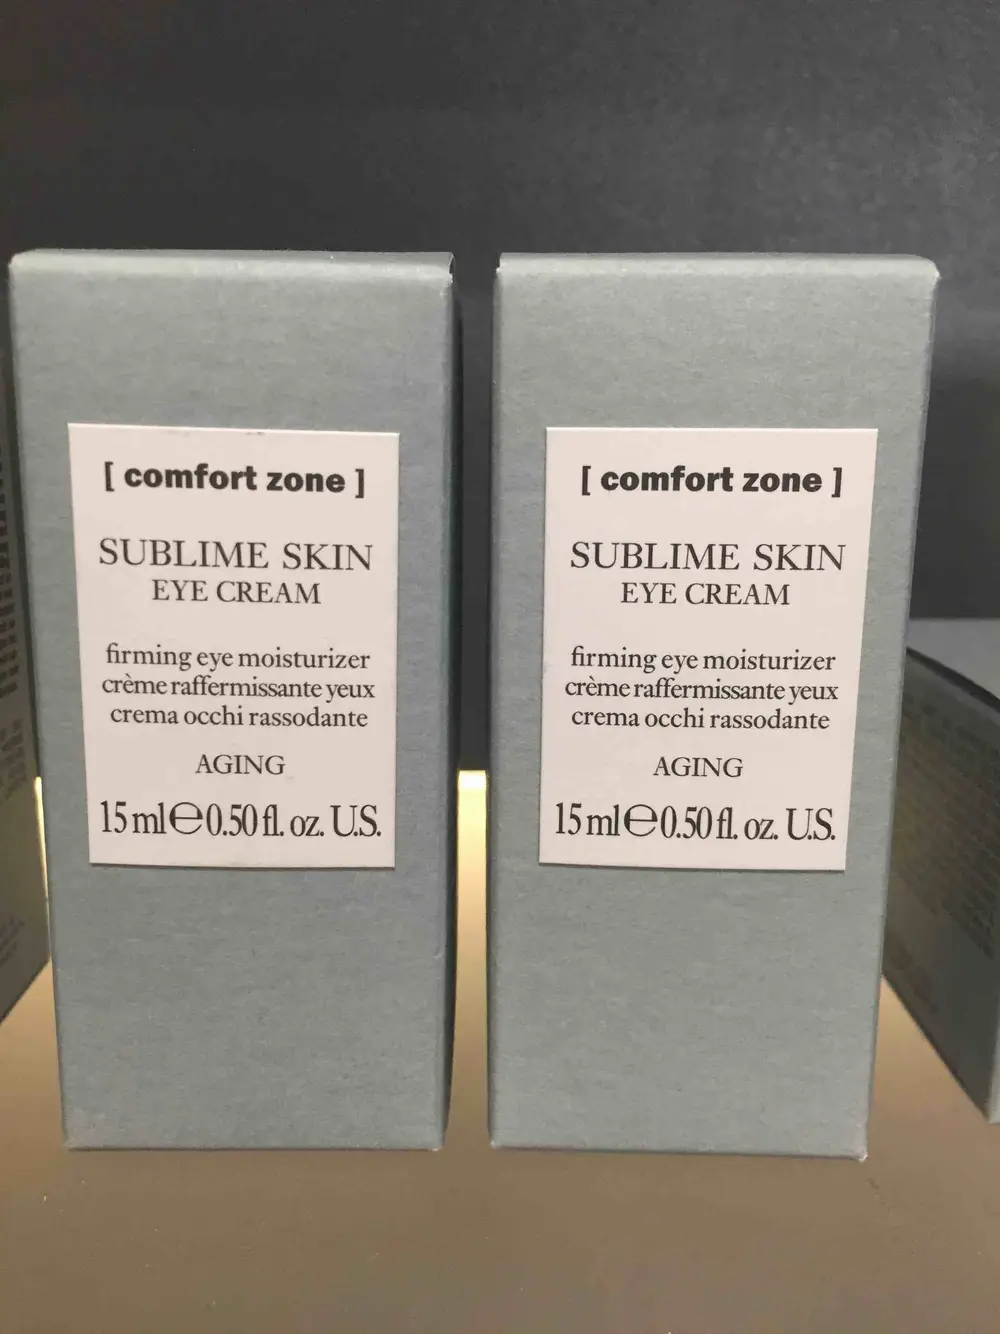 [ comfort zone ]
SUBLIME SKIN
EYE CREAM
firming eye moisturizer
crème raffermissante yeux
crema occhi rassodante
AGING
15 ml℮0.50 fl. oz. U.S.
[ comfort zone ]
SUBLIME SKIN
EYE CREAM
firming eye moisturizer
crème raffermissante yeux
crema occhi rassodante
AGING
15 ml℮0.50 fl. oz. U.S.